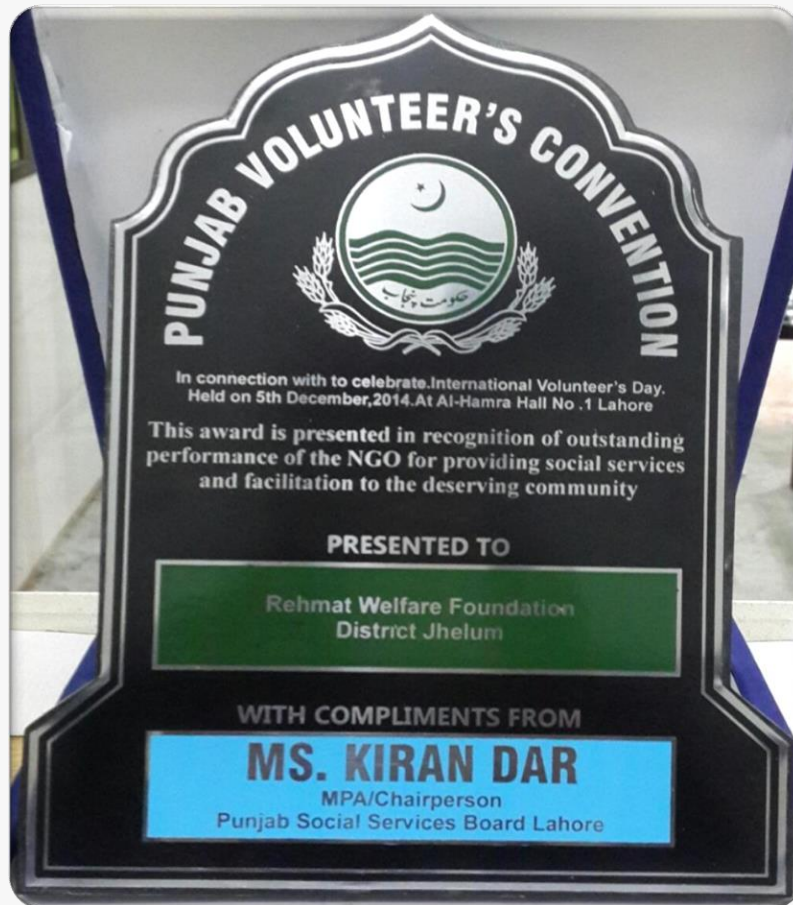 PUNJAB VOLUNTEER'S CONVENTION
حکومت پنجاب
In connection with to celebrate.International Volunteer's Day.
Held on 5th December,2014.At Al-Hamra Hall No .1 Lahore
This award is presented in recognition of outstanding
performance of the NGO for providing social services
and facilitation to the deserving community
PRESENTED TO
Rehmat Welfare Foundation
District Jhelum
WITH COMPLIMENTS FROM
MS. KIRAN DAR
MPA/Chairperson
Punjab Social Services Board Lahore